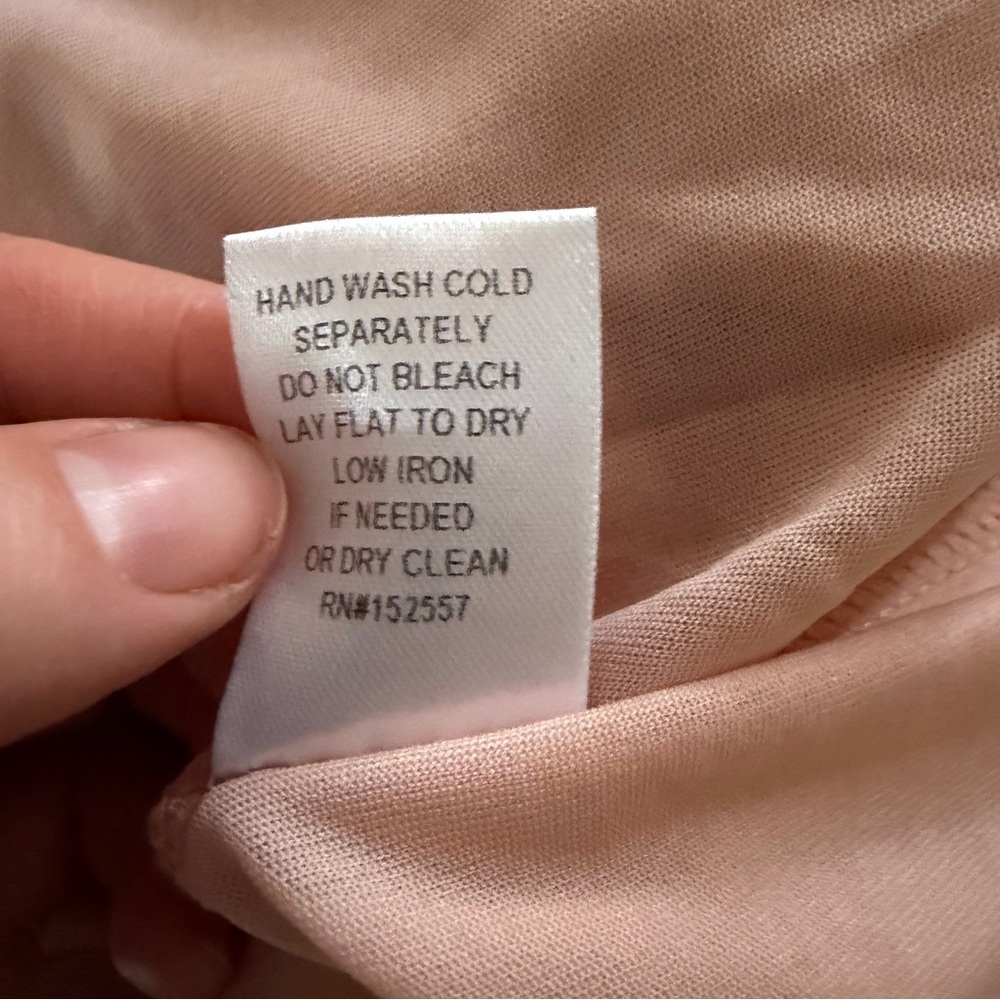 HAND WASH COLD
SEPARATELY
DO NOT BLEACH
LAY FLAT TO DRY
LOW IRON
IF NEEDED
OR DRY CLEAN
RN#152557